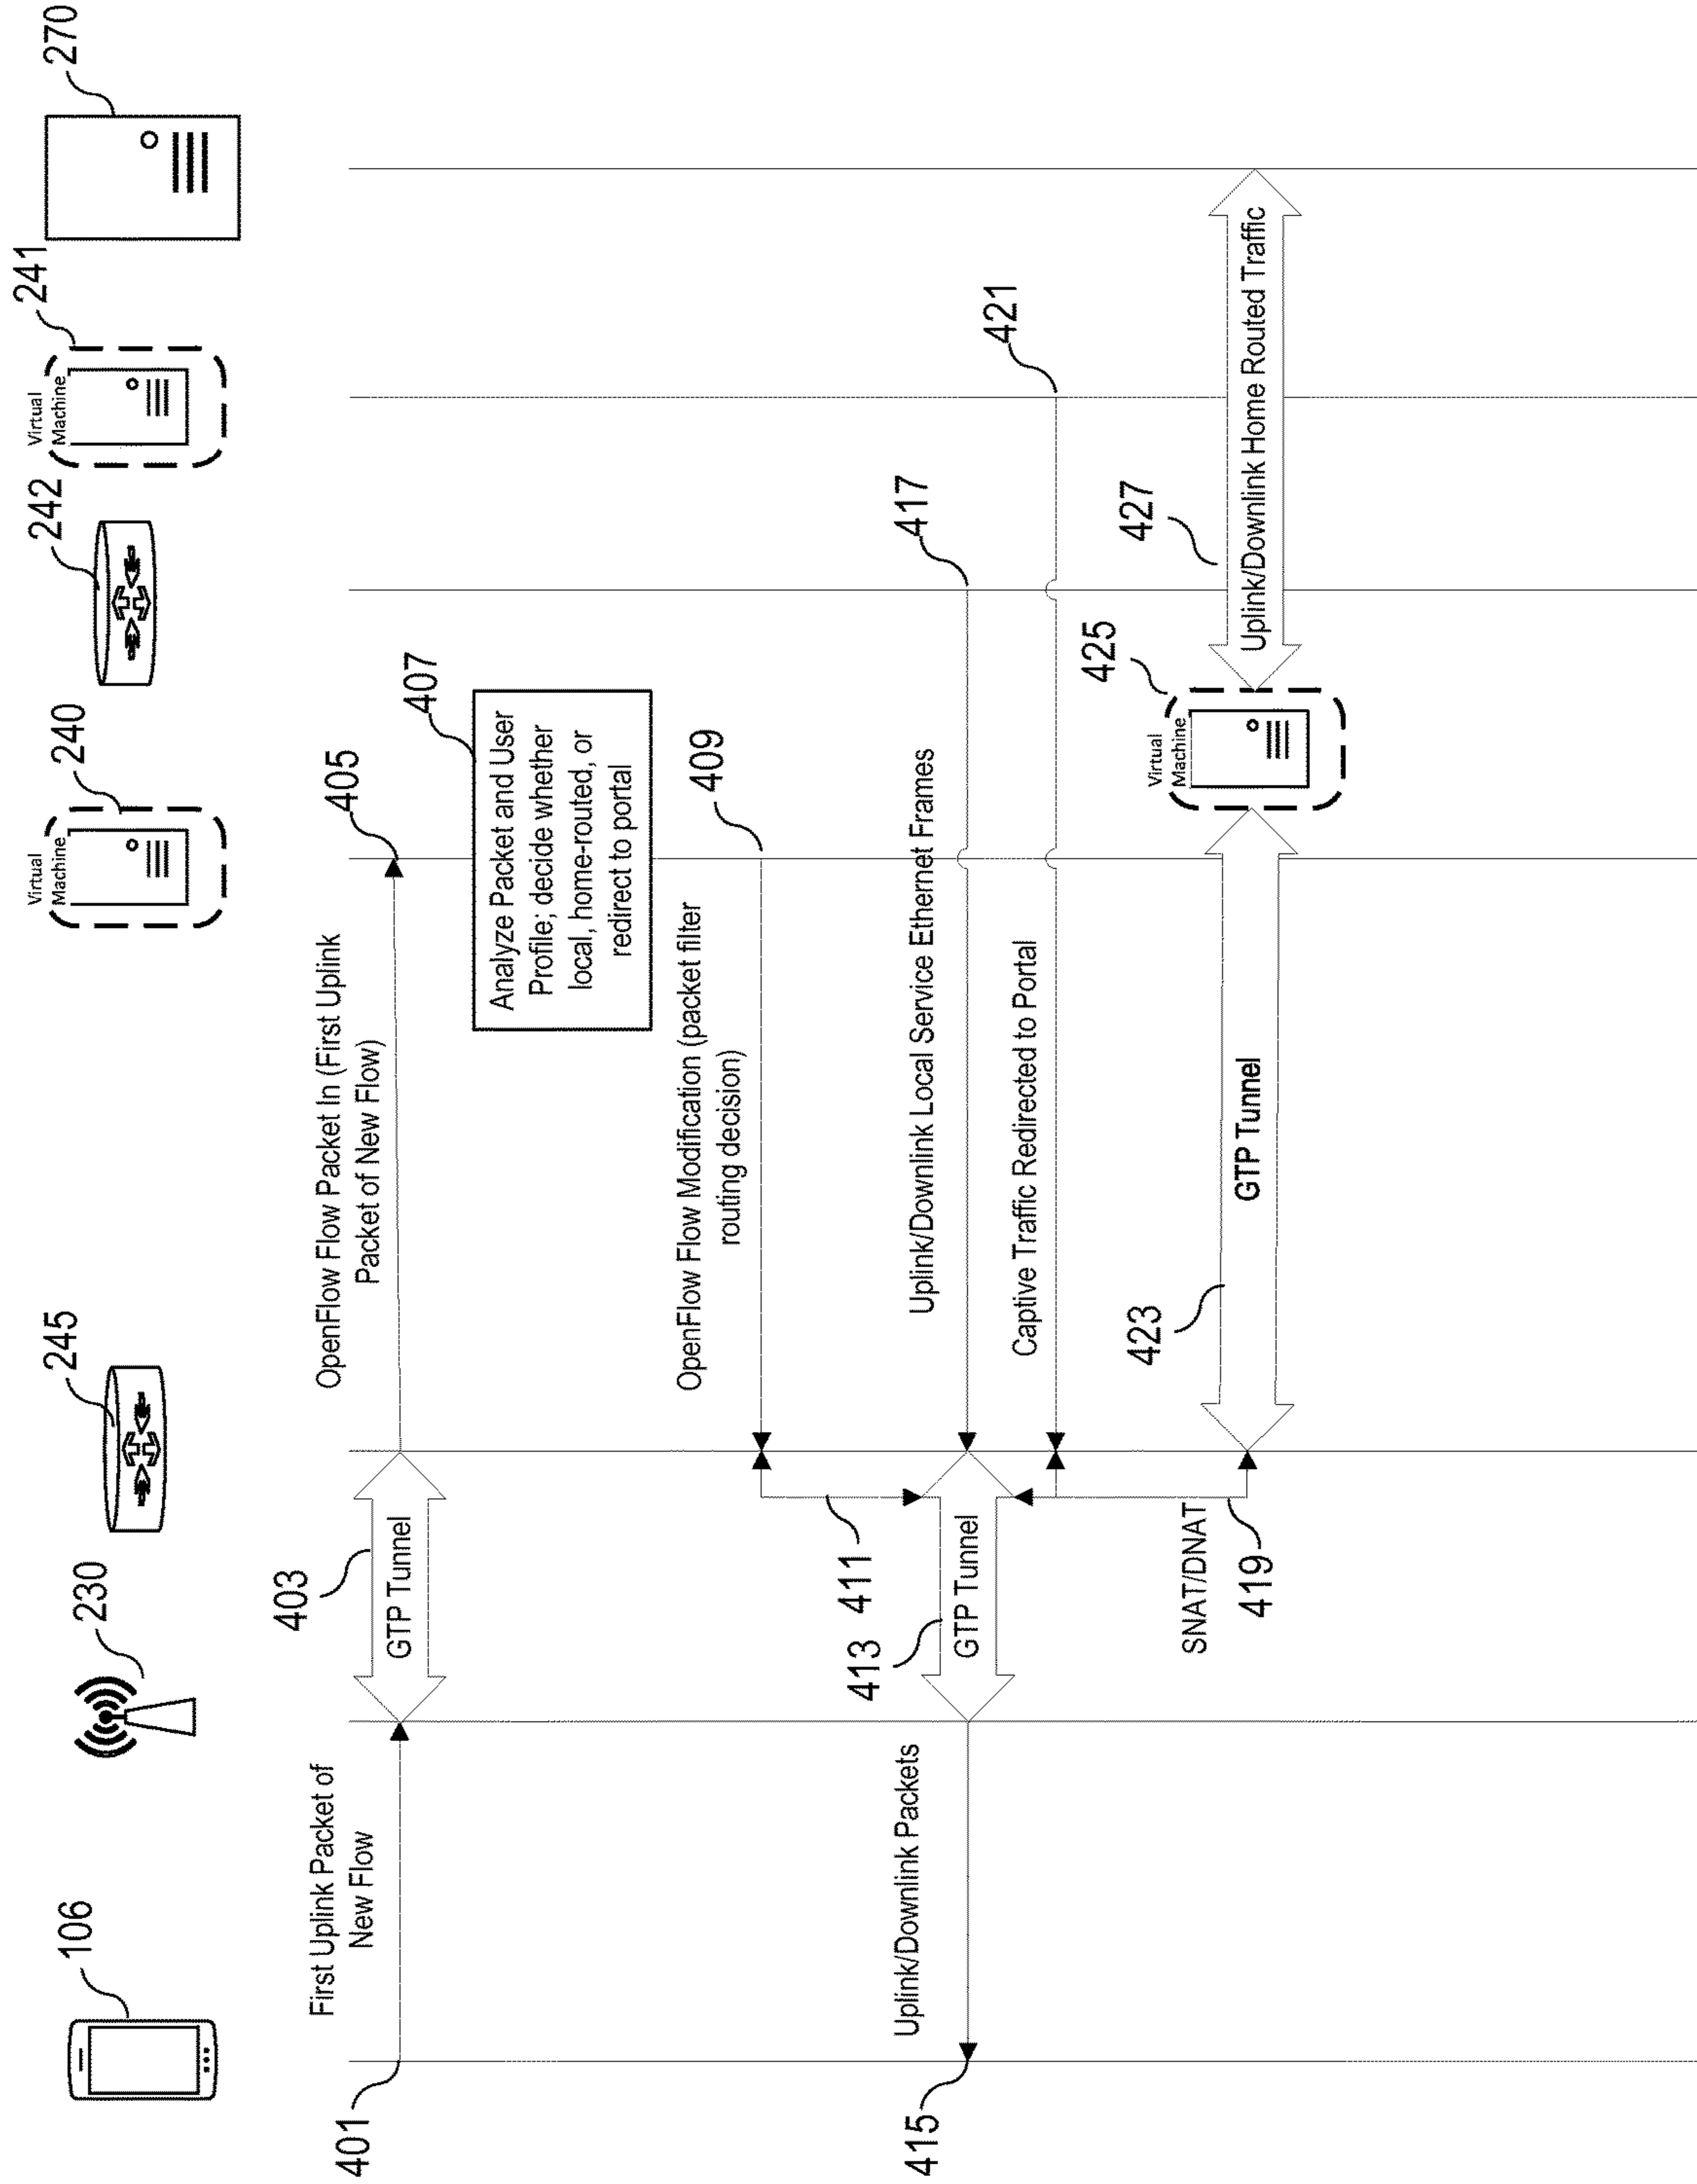 106
230
245
240
242
241
270
Virtual
Machine
Virtual
Machine
401
First Uplink Packet of
New Flow
403
GTP Tunnel
OpenFlow Flow Packet In (First Uplink
Packet of New Flow)
405
407
Analyze Packet and User
Profile; decide whether
local, home-routed, or
redirect to portal
OpenFlow Flow Modification (packet filter
routing decision)
409
411
415
Uplink/Downlink Packets
413
GTP Tunnel
Uplink/Downlink Local Service Ethernet Frames
417
Captive Traffic Redirected to Portal
421
SNAT/DNAT
419
423
GTP Tunnel
425
Virtual
Machine
427
Uplink/Downlink Home Routed Traffic